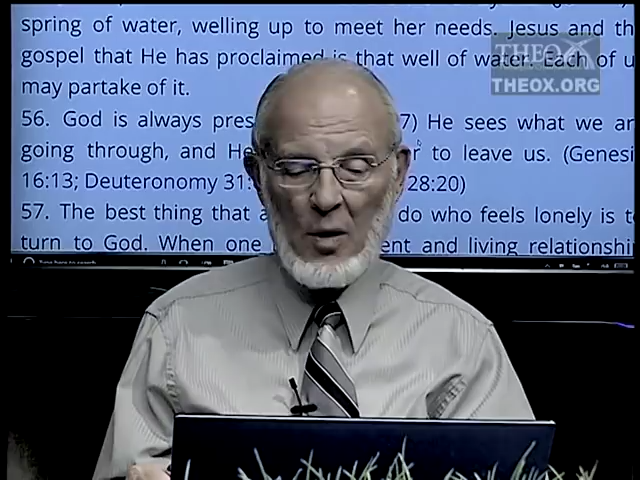 spring of water, welling up to meet her needs. Jesus and th
gospel that He has proclaimed is that well of water. Each of u
may partake of it.
56. God is always pres 7) He sees what we ar
going through, and He to leave us. (Genesi
16:13; Deuteronomy 31: 28:20)
57. The best thing that a do who feels lonely is t
turn to God. When one ent and living relationshi
THEOX
THEOX.ORG